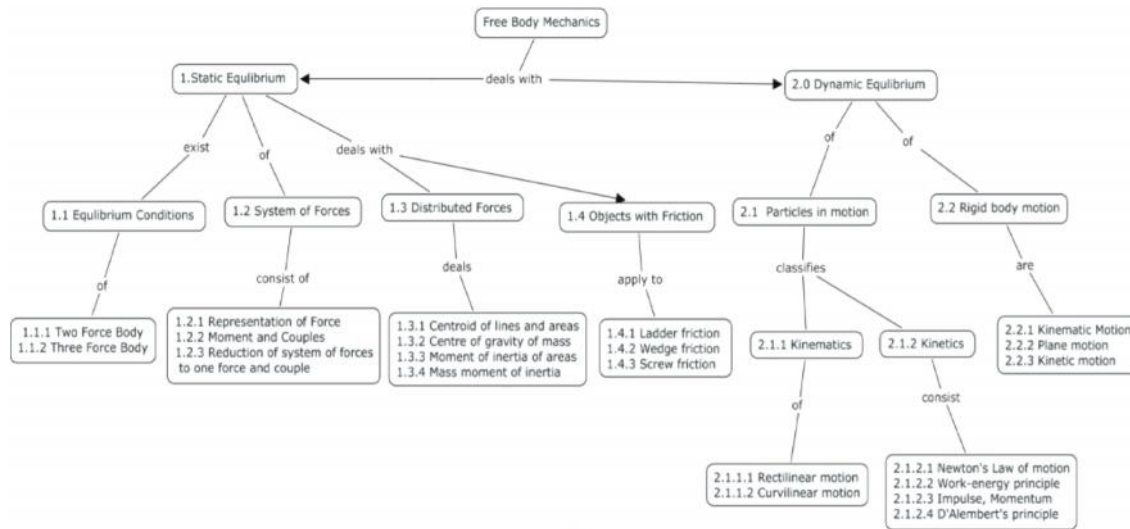 Free Body Mechanics
deals with
1.Static Equlibrium
2.0 Dynamic Equlibrium
exist
of
deals with
of
of
1.1 Equlibrium Conditions
1.2 System of Forces
1.3 Distributed Forces
1.4 Objects with Friction
2.1 Particles in motion
2.2 Rigid body motion
of
consist of
deals
apply to
classifies
are
1.1.1 Two Force Body
1.1.2 Three Force Body
1.2.1 Representation of Force
1.2.2 Moment and Couples
1.2.3 Reduction of system of forces
to one force and couple
1.3.1 Centroid of lines and areas
1.3.2 Centre of gravity of mass
1.3.3 Moment of inertia of areas
1.3.4 Mass moment of inertia
1.4.1 Ladder friction
1.4.2 Wedge friction
1.4.3 Screw friction
2.1.1 Kinematics
2.1.2 Kinetics
2.2.1 Kinematic Motion
2.2.2 Plane motion
2.2.3 Kinetic motion
of
consist
2.1.1.1 Rectilinear motion
2.1.1.2 Curvilinear motion
2.1.2.1 Newton's Law of motion
2.1.2.2 Work-energy principle
2.1.2.3 Impulse, Momentum
2.1.2.4 D'Alembert's principle